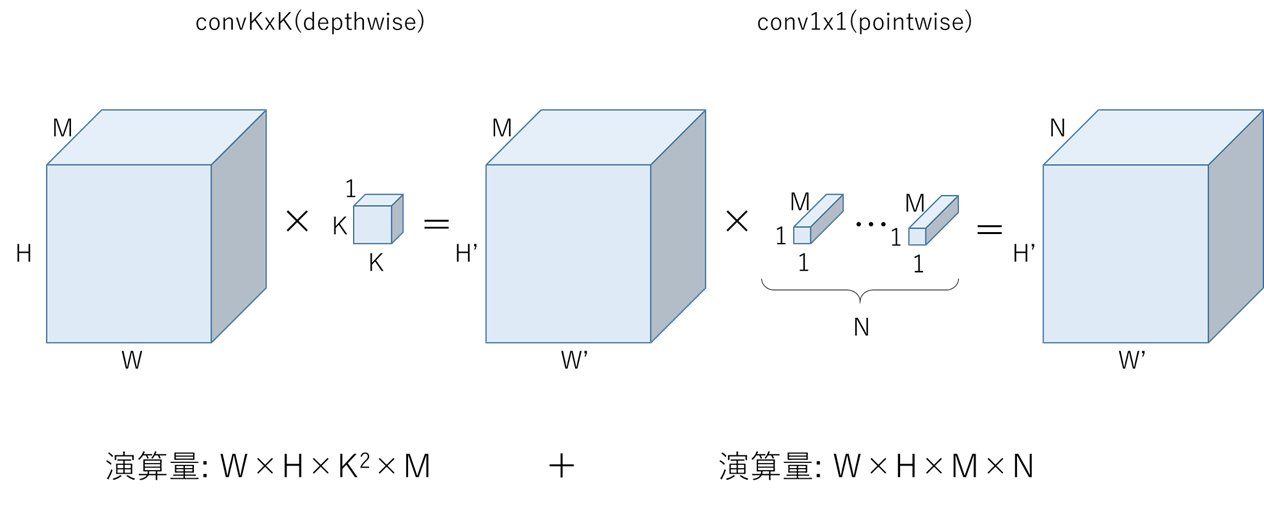 convKxK(depthwise)
conv1x1(pointwise)
M
H
W
×
1
K
K
=
M
H'
W'
×
M
1
1
…
M
1
1
N
=
N
H'
W'
演算量: W×H×K²×M
+
演算量: W×H×M×N